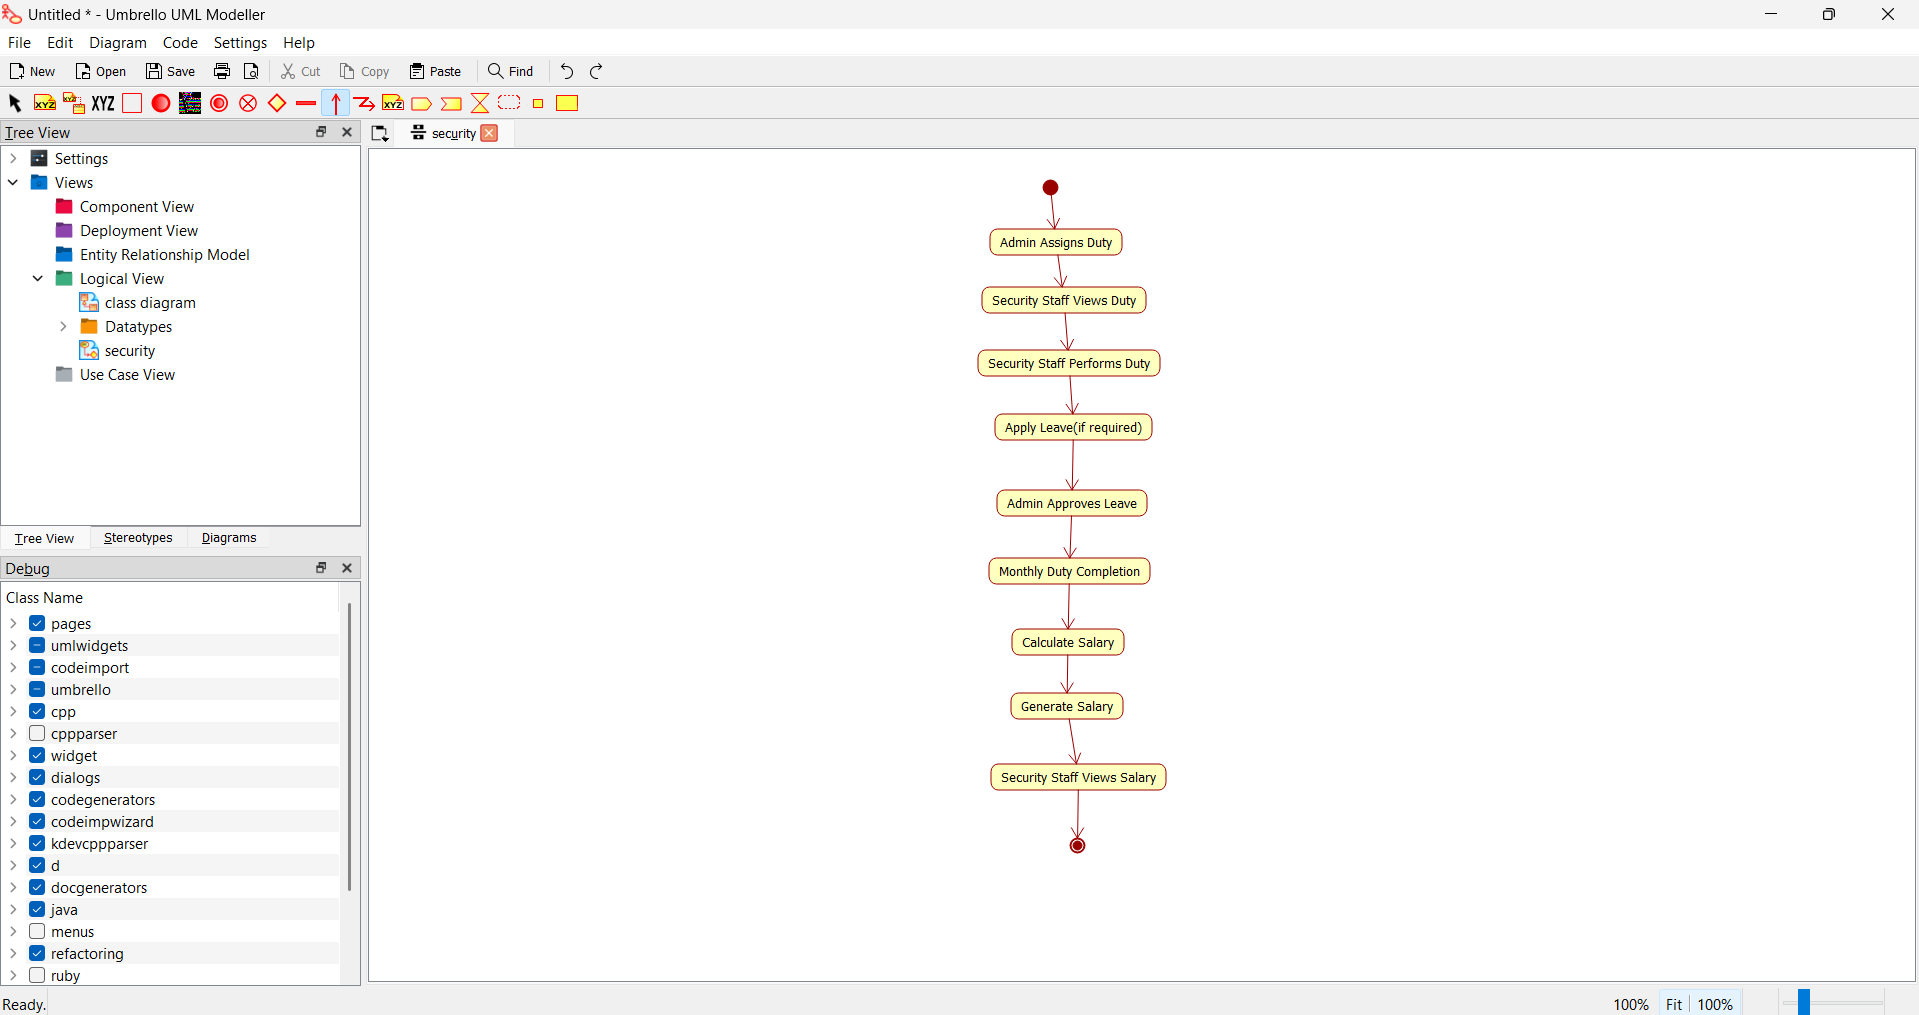 Untitled * - Umbrello UML Modeller
File Edit Diagram Code Settings Help
New Open Save Cut Copy Paste Find
XYZ XYZ XYZ XYZ
Tree View
security
Settings
Views
Component View
Deployment View
Entity Relationship Model
Logical View
class diagram
Datatypes
security
Use Case View
Tree View Stereotypes Diagrams
Debug
Class Name
pages
umlwidgets
codeimport
umbrello
cpp
cppparser
widget
dialogs
codegenerators
codeimpwizard
kdevcppparser
d
docgenerators
java
menus
refactoring
ruby
Admin Assigns Duty
Security Staff Views Duty
Security Staff Performs Duty
Apply Leave(if required)
Admin Approves Leave
Monthly Duty Completion
Calculate Salary
Generate Salary
Security Staff Views Salary
Ready.
100% Fit 100%